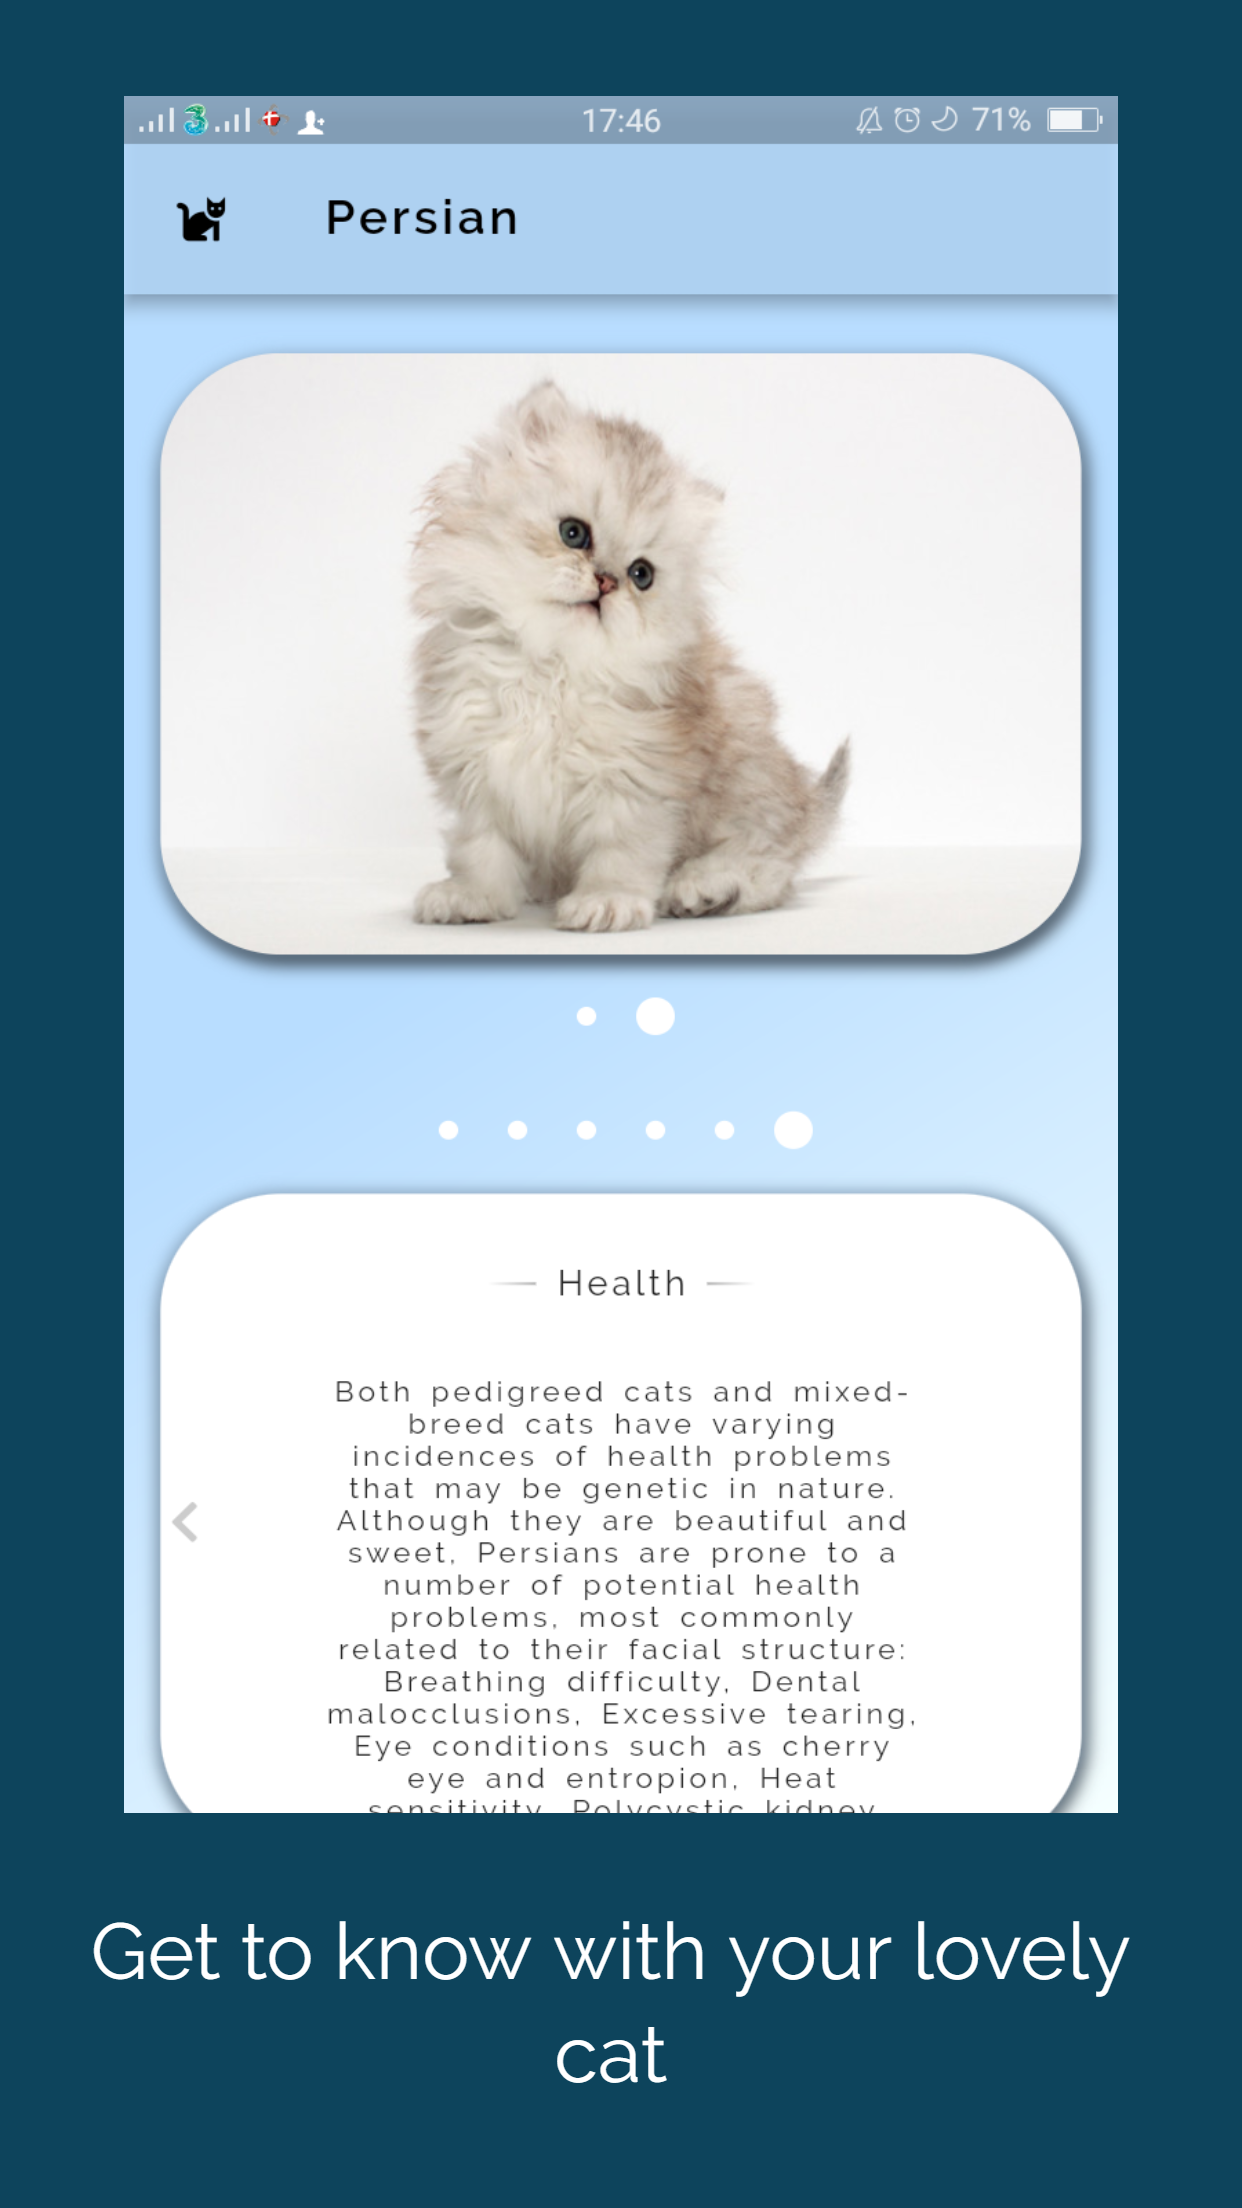 17:46
71%
Persian
Health
Both pedigreed cats and mixed-
breed cats have varying
incidences of health problems
that may be genetic in nature.
Although they are beautiful and
sweet, Persians are prone to a
number of potential health
problems, most commonly
related to their facial structure:
Breathing difficulty, Dental
malocclusions, Excessive tearing,
Eye conditions such as cherry
eye and entropion, Heat
sensitivity, Polycystic kidney
Get to know with your lovely
cat